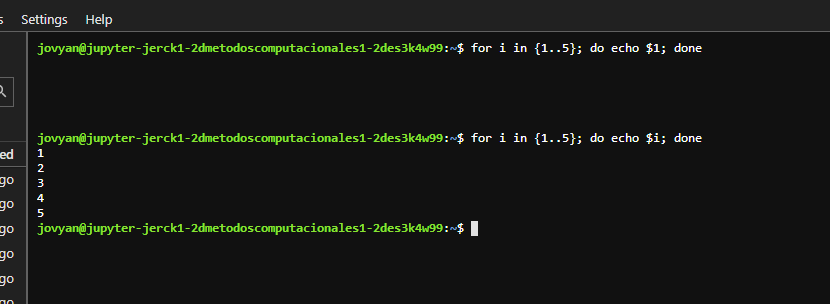 s Settings Help
jovyan@jupyter-jerck1-2dmetodoscomputacionales1-2des3k4w99:~$ for i in {1..5}; do echo $1; done
jovyan@jupyter-jerck1-2dmetodoscomputacionales1-2des3k4w99:~$ for i in {1..5}; do echo $i; done
ed
1
2
go
3
4
go
5
jovyan@jupyter-jerck1-2dmetodoscomputacionales1-2des3k4w99:~$
go
go
go
go